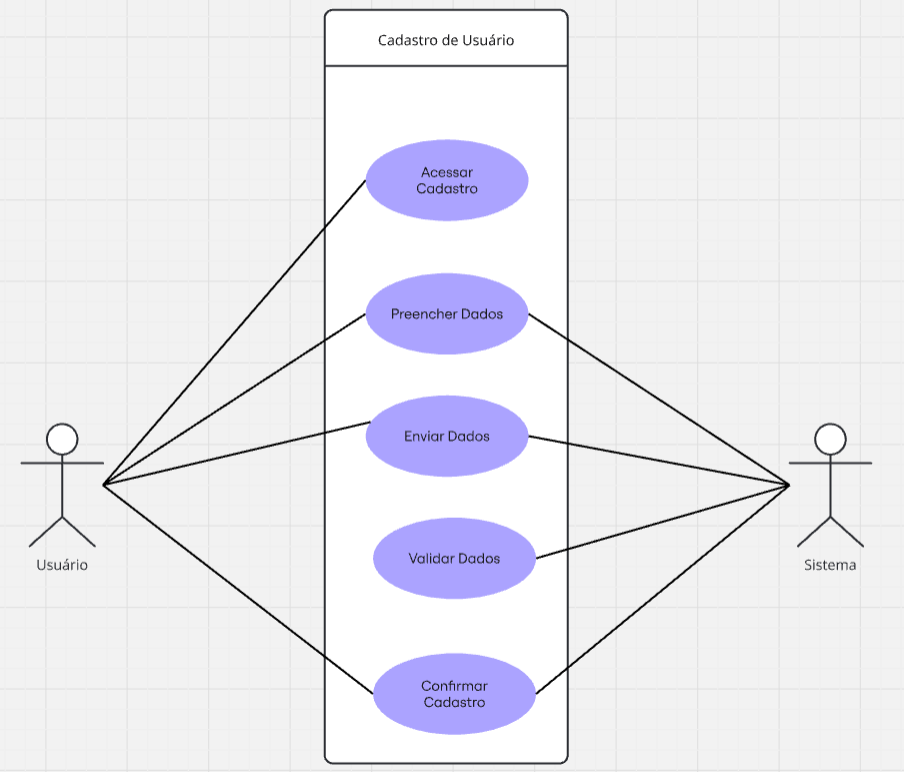 Cadastro de Usuário
Acessar
Cadastro
Preencher Dados
Enviar Dados
Validar Dados
Confirmar
Cadastro
Usuário
Sistema